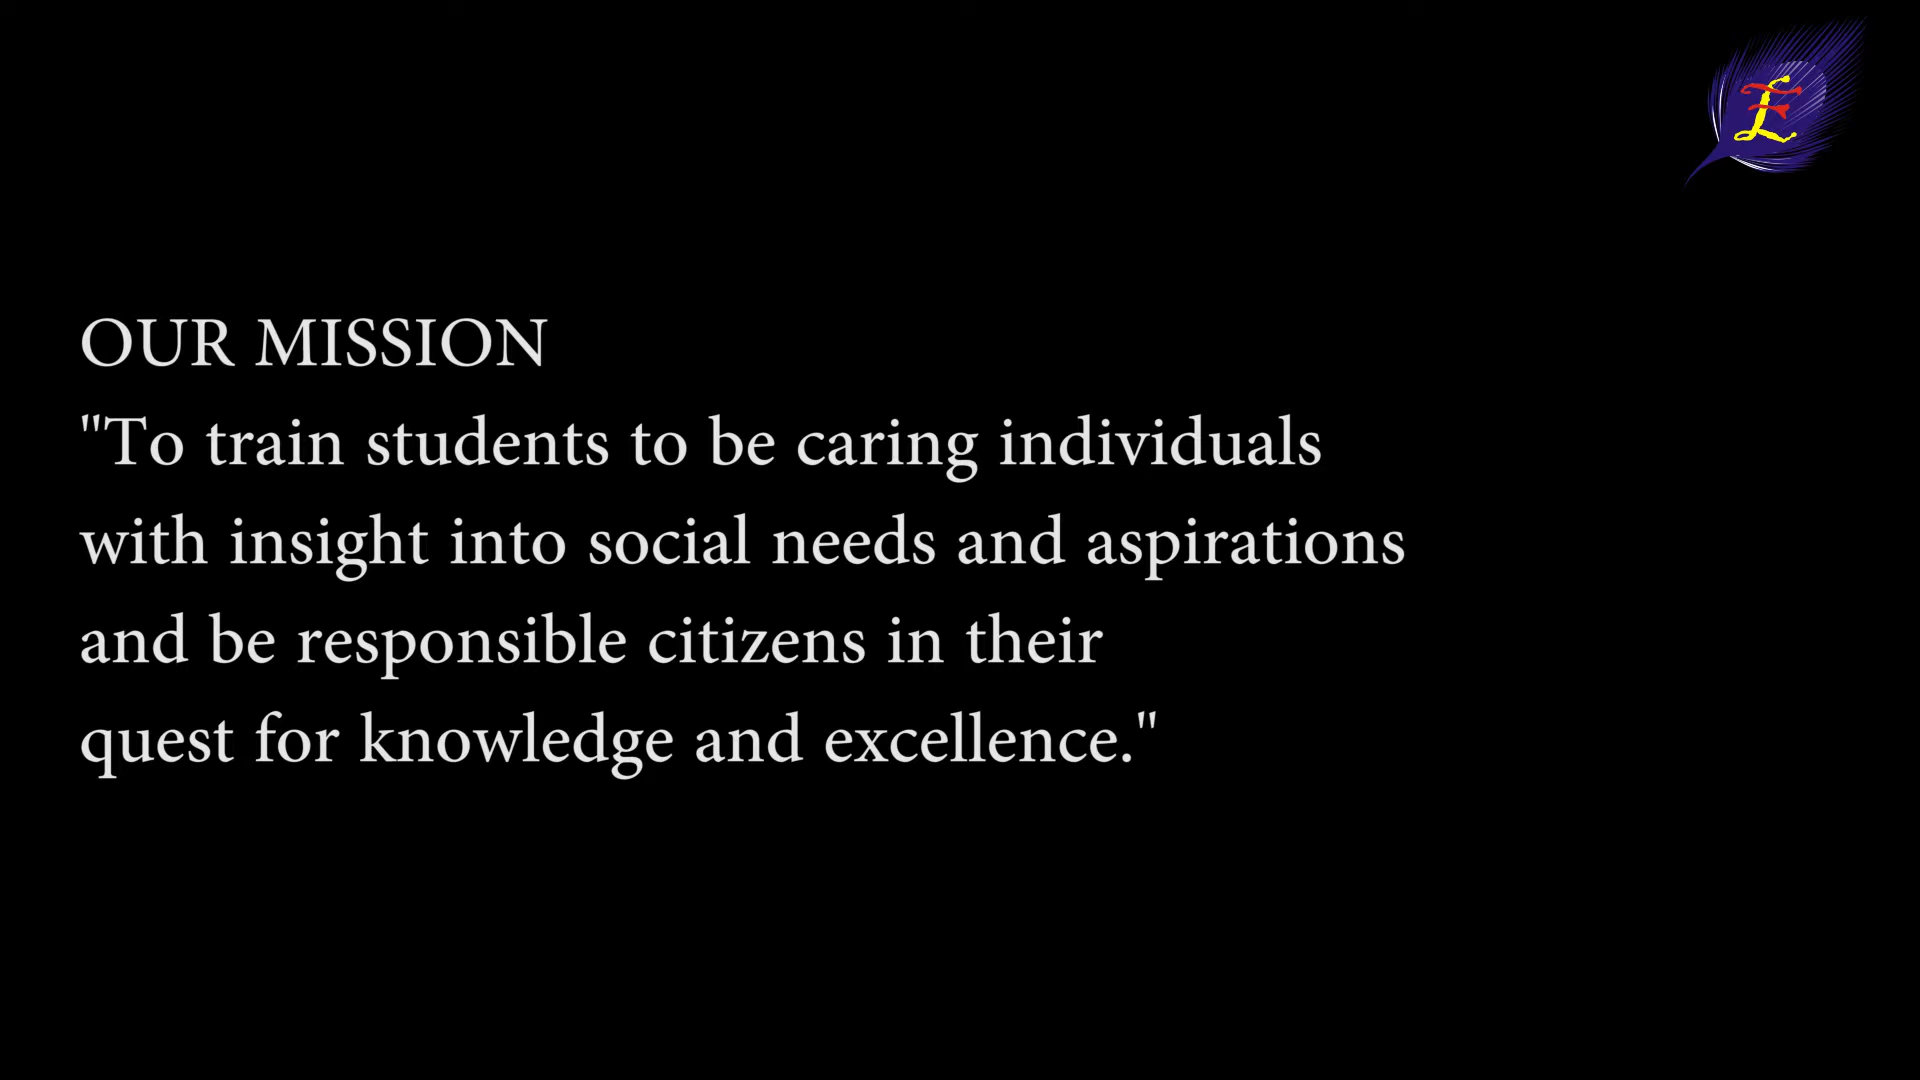 OUR MISSION
"To train students to be caring individuals
with insight into social needs and aspirations
and be responsible citizens in their
quest for knowledge and excellence."